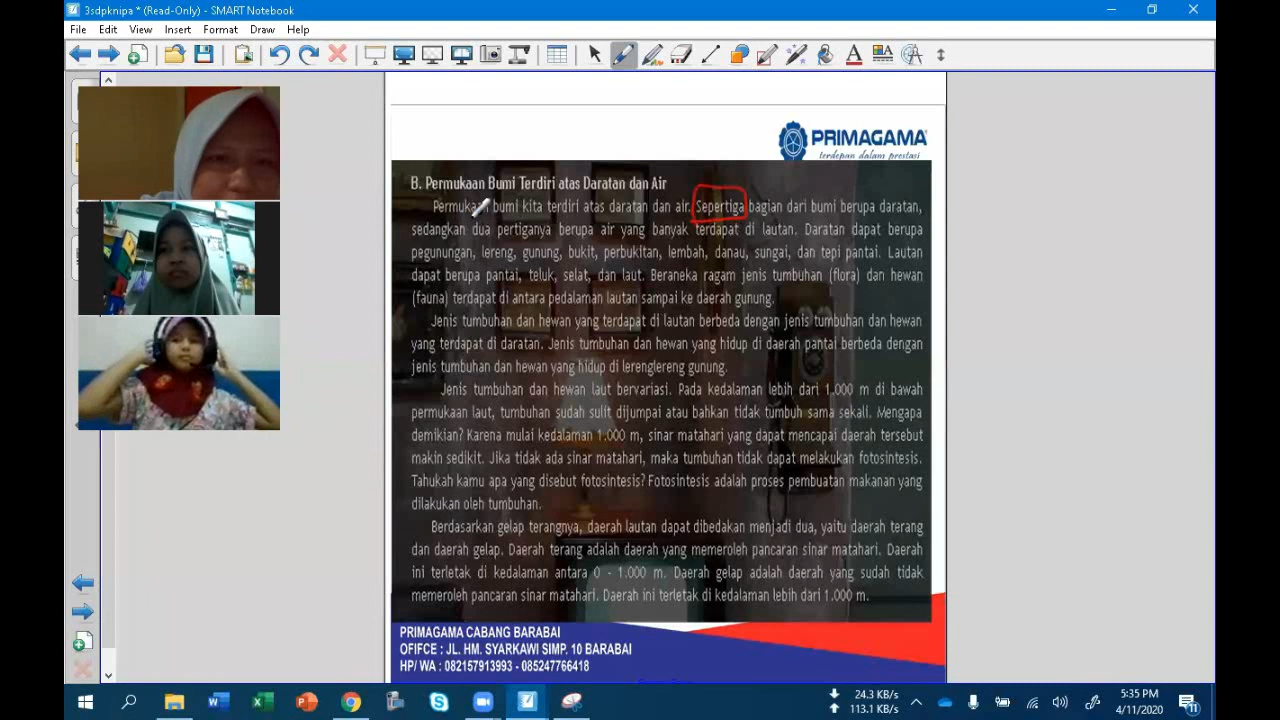 3sdpknipa * (Read-Only) - SMART Notebook
File Edit View Insert Format Draw Help
PRIMAGAMA
terdepan dalam prestasi
B. Permukaan Bumi Terdiri atas Daratan dan Air
Permukaan bumi kita terdiri atas daratan dan air. Sepertiga bagian dari bumi berupa daratan,
sedangkan dua pertiganya berupa air yang banyak terdapat di lautan. Daratan dapat berupa
pegunungan, lereng, gunung, bukit, perbukitan, lembah, danau, sungai, dan tepi pantai. Lautan
dapat berupa pantai, teluk, selat, dan laut. Beraneka ragam jenis tumbuhan (flora) dan hewan
(fauna) terdapat di antara pedalaman lautan sampai ke daerah gunung.
Jenis tumbuhan dan hewan yang terdapat di lautan berbeda dengan jenis tumbuhan dan hewan
yang terdapat di daratan. Jenis tumbuhan dan hewan yang hidup di daerah pantai berbeda dengan
jenis tumbuhan dan hewan yang hidup di lerenglereng gunung.
Jenis tumbuhan dan hewan laut bervariasi. Pada kedalaman lebih dari 1.000 m di bawah
permukaan laut, tumbuhan sudah sulit dijumpai atau bahkan tidak tumbuh sama sekali. Mengapa
demikian? Karena mulai kedalaman 1.000 m, sinar matahari yang dapat mencapai daerah tersebut
makin sedikit. Jika tidak ada sinar matahari, maka tumbuhan tidak dapat melakukan fotosintesis.
Tahukah kamu apa yang disebut fotosintesis? Fotosintesis adalah proses pembuatan makanan yang
dilakukan oleh tumbuhan.
Berdasarkan gelap terangnya, daerah lautan dapat dibedakan menjadi dua, yaitu daerah terang
dan daerah gelap. Daerah terang adalah daerah yang memeroleh pancaran sinar matahari. Daerah
ini terletak di kedalaman antara 0 - 1.000 m. Daerah gelap adalah daerah yang sudah tidak
memeroleh pancaran sinar matahari. Daerah ini terletak di kedalaman lebih dari 1.000 m.
PRIMAGAMA CABANG BARABAI
OFIFCE : JL. HM. SYARKAWI SIMP. 10 BARABAI
HP/ WA : 082157913993 - 085247766418
24.3 KB/s
113.1 KB/s
5:35 PM
4/11/2020
11